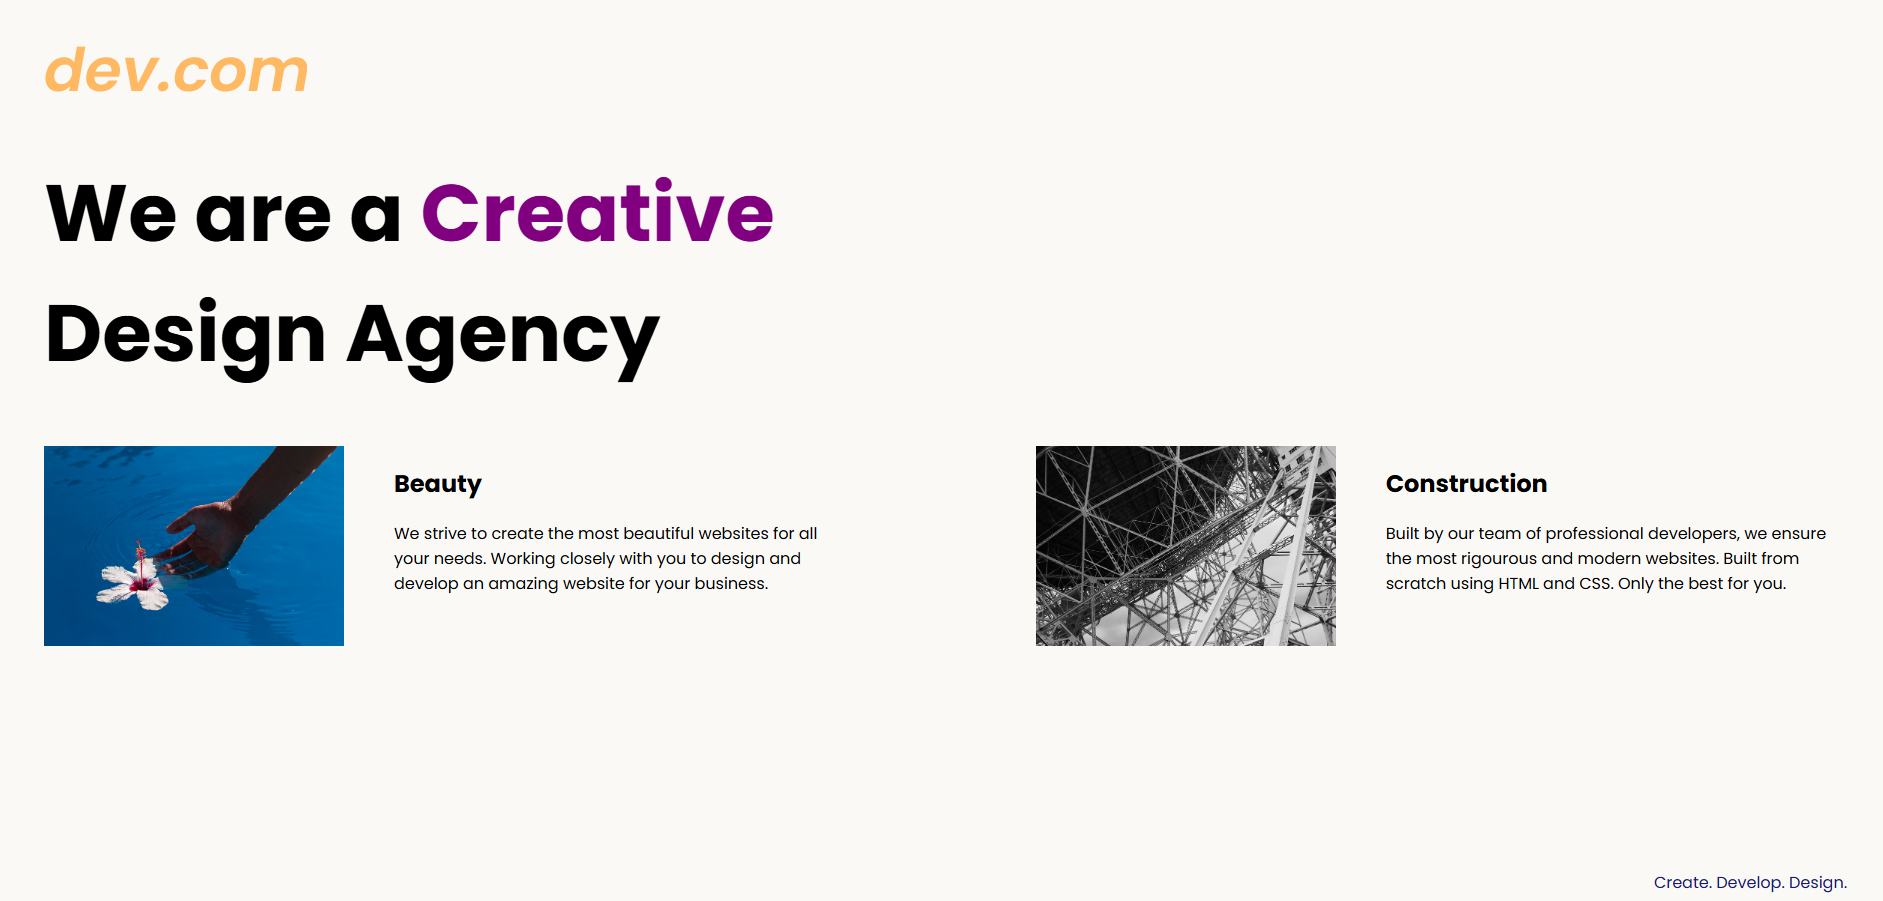 dev.com
We are a Creative
Design Agency
Beauty
We strive to create the most beautiful websites for all
your needs. Working closely with you to design and
develop an amazing website for your business.
Construction
Built by our team of professional developers, we ensure
the most rigourous and modern websites. Built from
scratch using HTML and CSS. Only the best for you.
Create. Develop. Design.